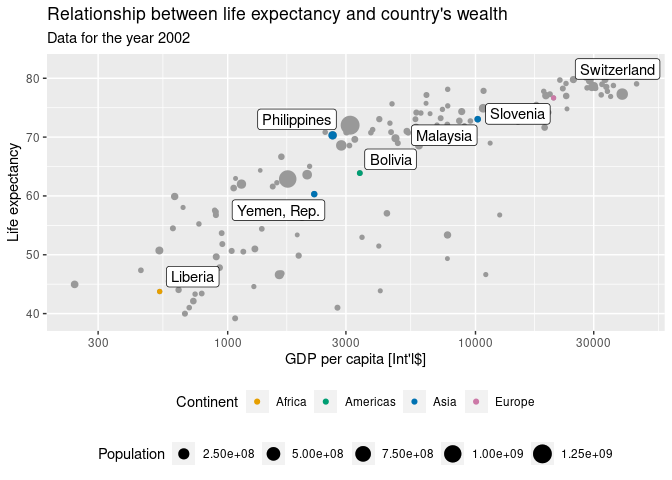 Relationship between life expectancy and country's wealth
Data for the year 2002
Life expectancy
80
70
60
50
40
Switzerland
Slovenia
Philippines
Malaysia
Bolivia
Yemen, Rep.
Liberia
300 1000 3000 10000 30000
GDP per capita [Int'l$]
Continent Africa Americas Asia Europe
Population 2.50e+08 5.00e+08 7.50e+08 1.00e+09 1.25e+09